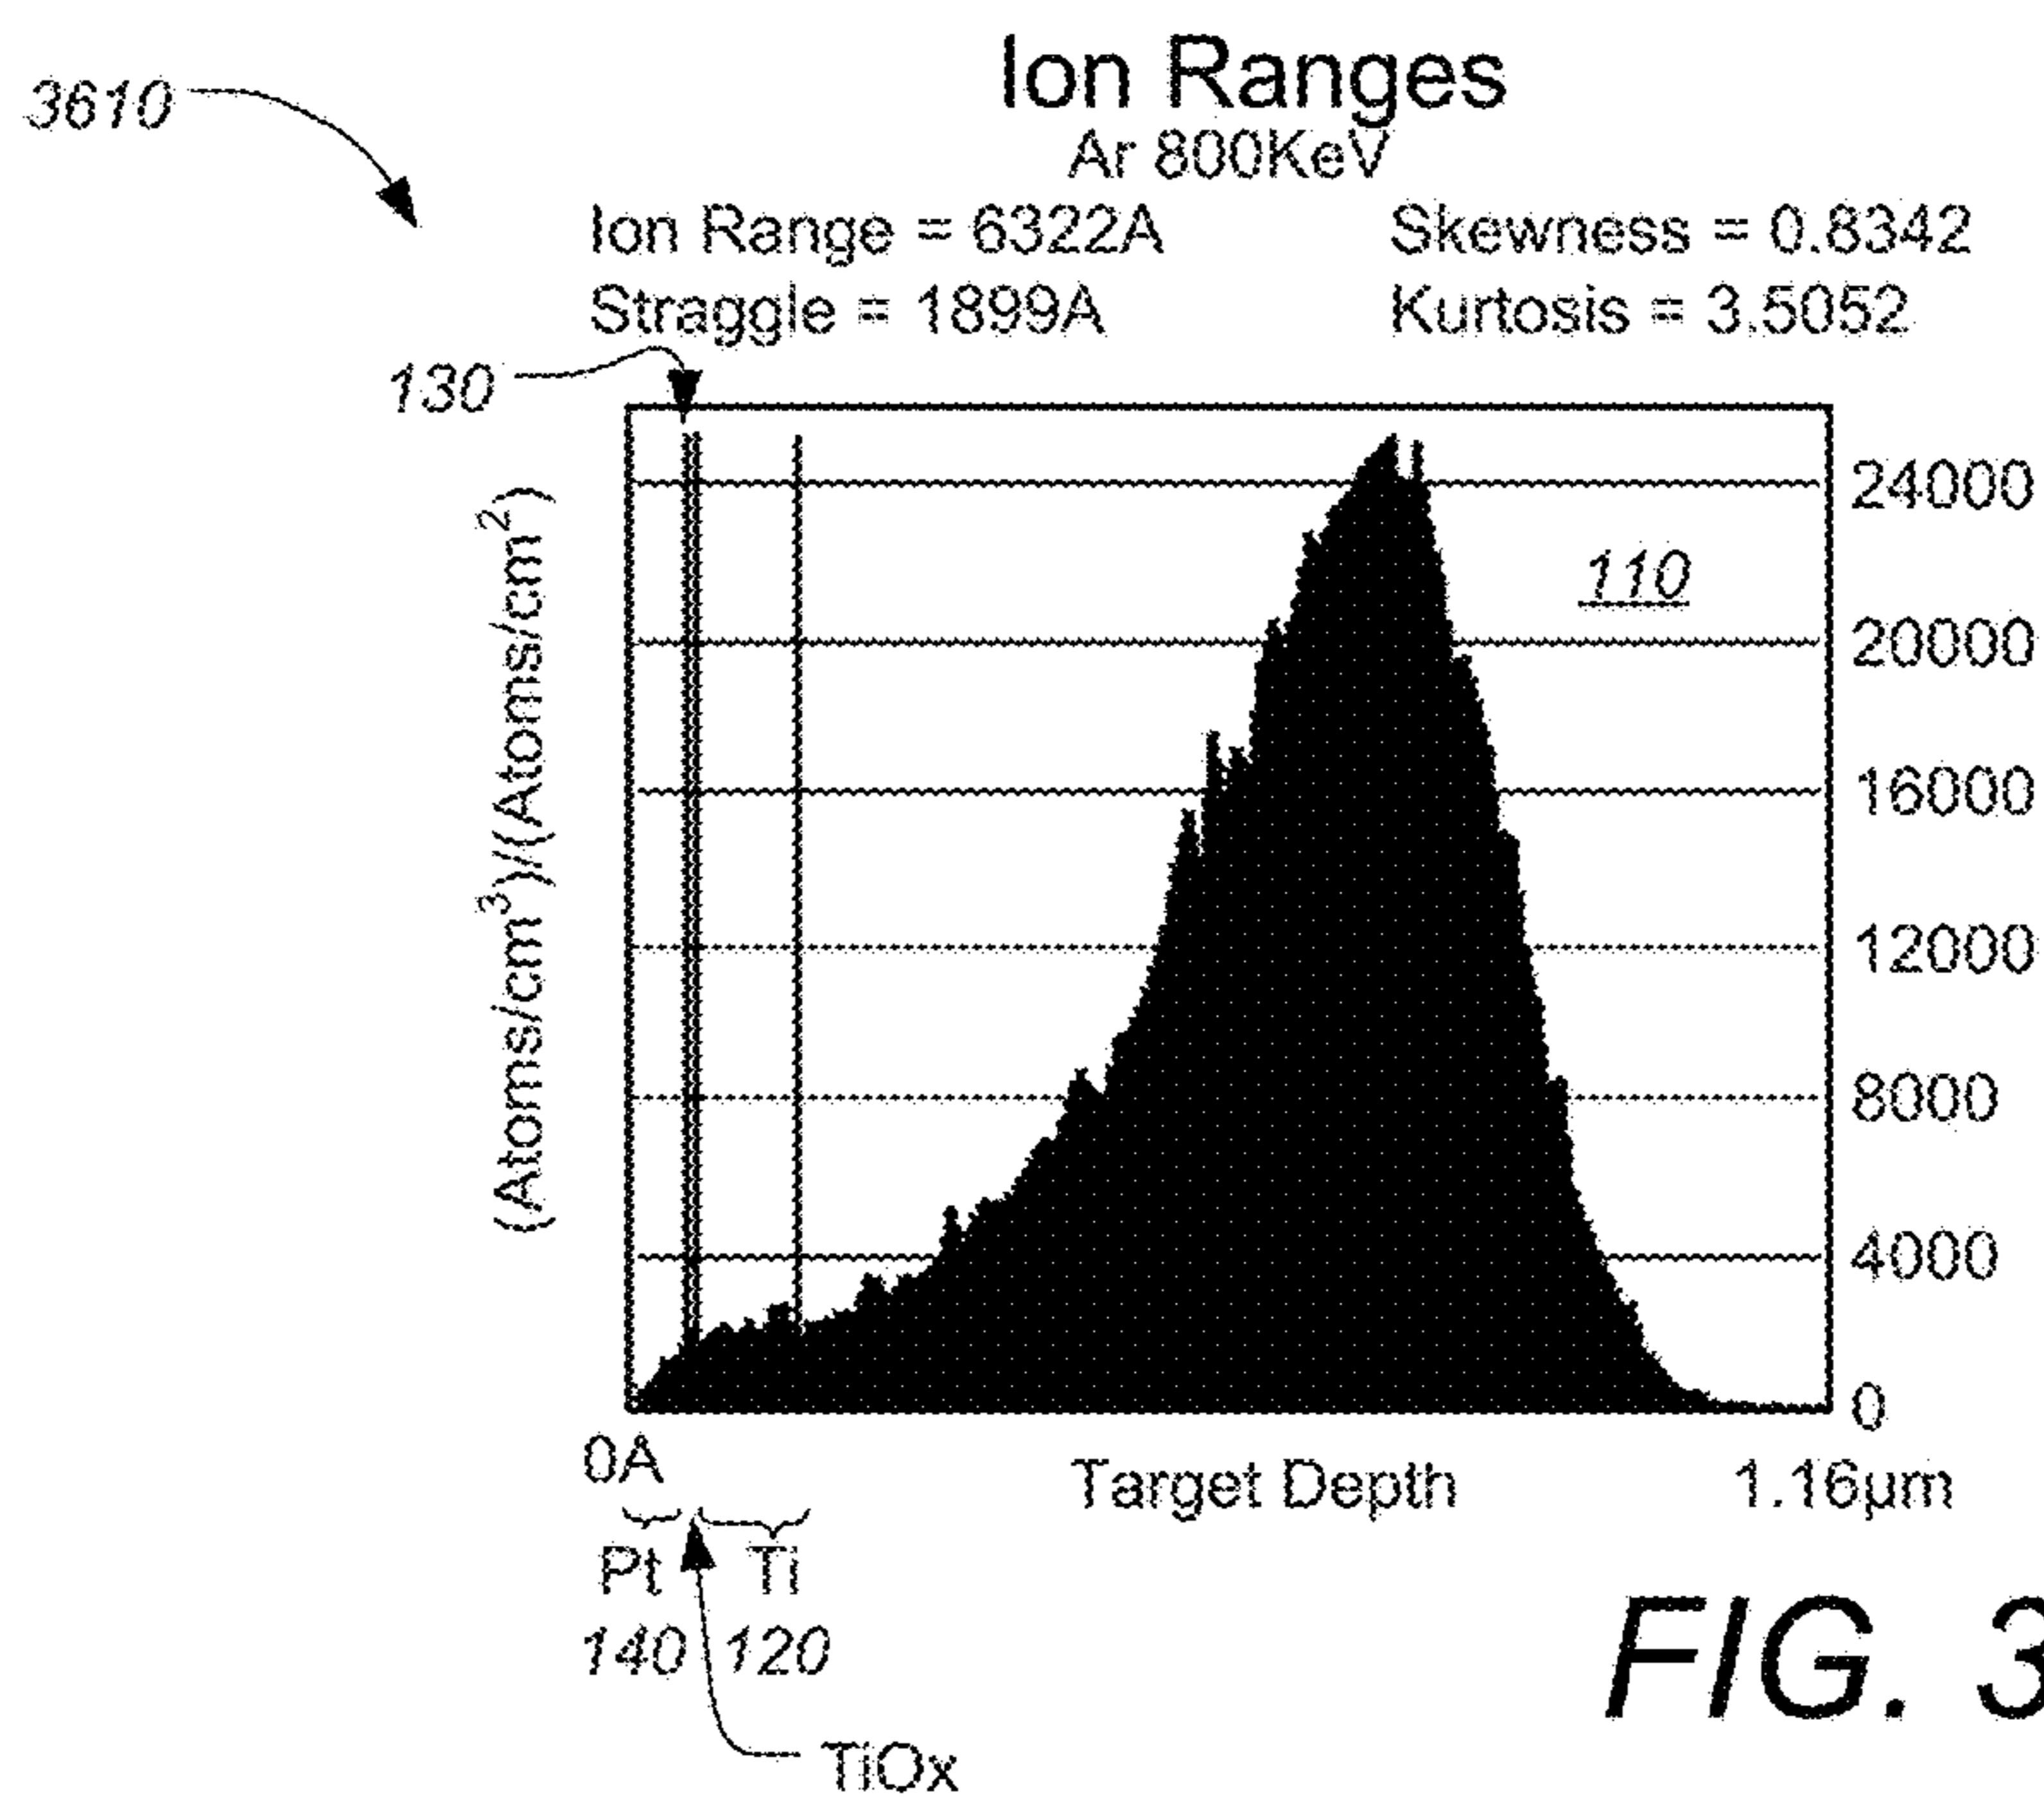 Ion Ranges
3610
Ar 800KeV
Ion Range = 6322A
Skewness = 0.8342
Straggle = 1899A
Kurtosis = 3.5052
130
(Atoms/cm³)/(Atoms/cm²)
24000
110
20000
16000
12000
8000
4000
0
0A
Target Depth
1.16µm
Pt
Ti
140
120
TiOx
FIG. 3